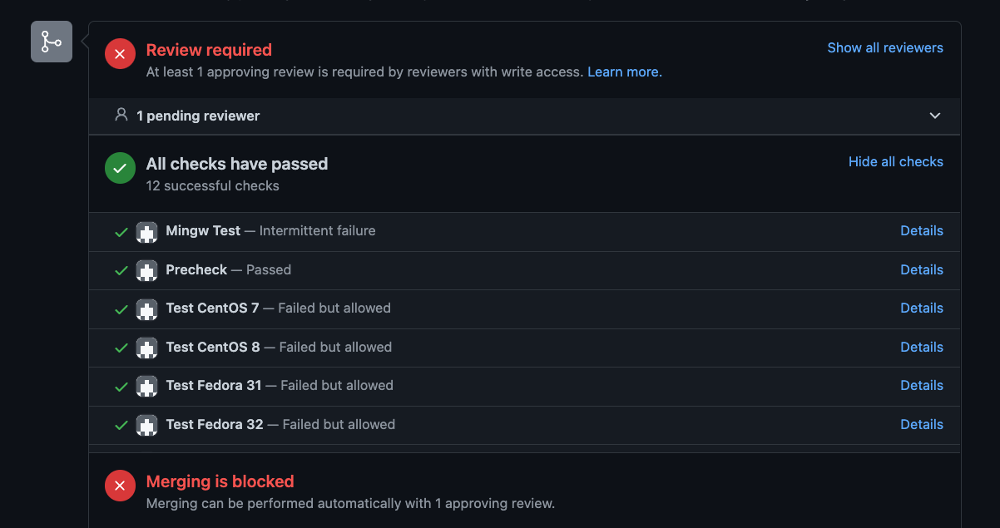 Review required
Show all reviewers
At least 1 approving review is required by reviewers with write access. Learn more.
1 pending reviewer
All checks have passed
Hide all checks
12 successful checks
Mingw Test — Intermittent failure Details
Precheck — Passed Details
Test CentOS 7 — Failed but allowed Details
Test CentOS 8 — Failed but allowed Details
Test Fedora 31 — Failed but allowed Details
Test Fedora 32 — Failed but allowed Details
Merging is blocked
Merging can be performed automatically with 1 approving review.